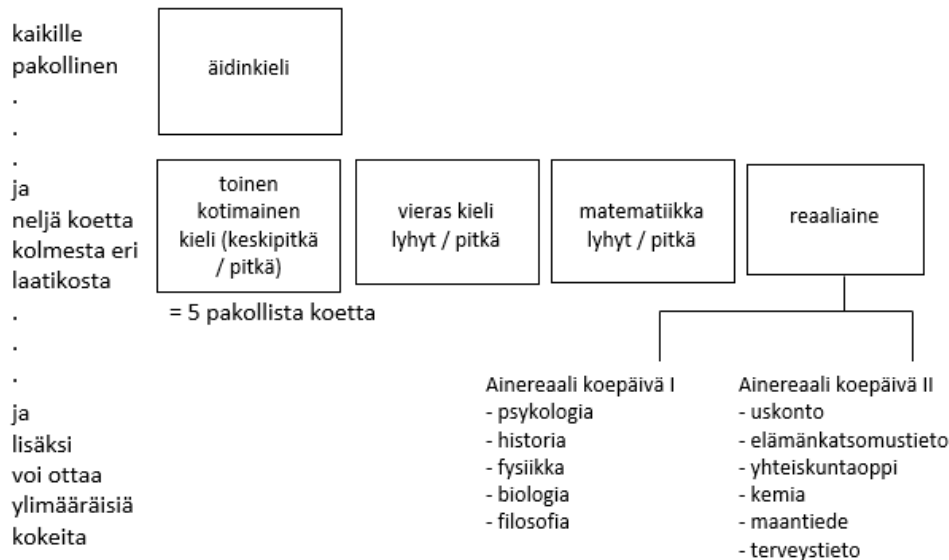 kaikille
pakollinen
.
.
.
äidinkieli
ja
neljä koetta
kolmesta eri
laatikosta
toinen
kotimainen
kieli (keskipitkä
/ pitkä)
vieras kieli
lyhyt / pitkä
matematiikka
lyhyt / pitkä
reaaliaine
= 5 pakollista koetta
.
.
.
ja
lisäksi
voi ottaa
ylimääräisiä
kokeita
Ainereaali koepäivä I
- psykologia
- historia
- fysiikka
- biologia
- filosofia
Ainereaali koepäivä II
- uskonto
- elämänkatsomustieto
- yhteiskuntaoppi
- kemia
- maantiede
- terveystieto